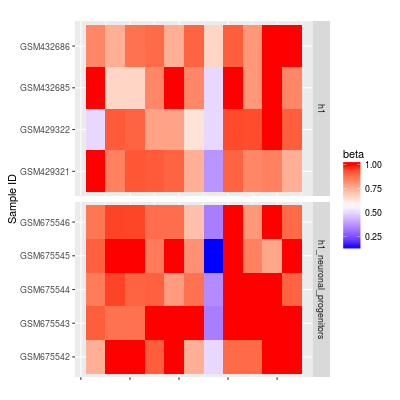 Sample ID
GSM432686
GSM432685
GSM429322
GSM429321
h1
GSM675546
GSM675545
GSM675544
GSM675543
GSM675542
h1_neuronal_progenitors
beta
1.00
0.75
0.50
0.25